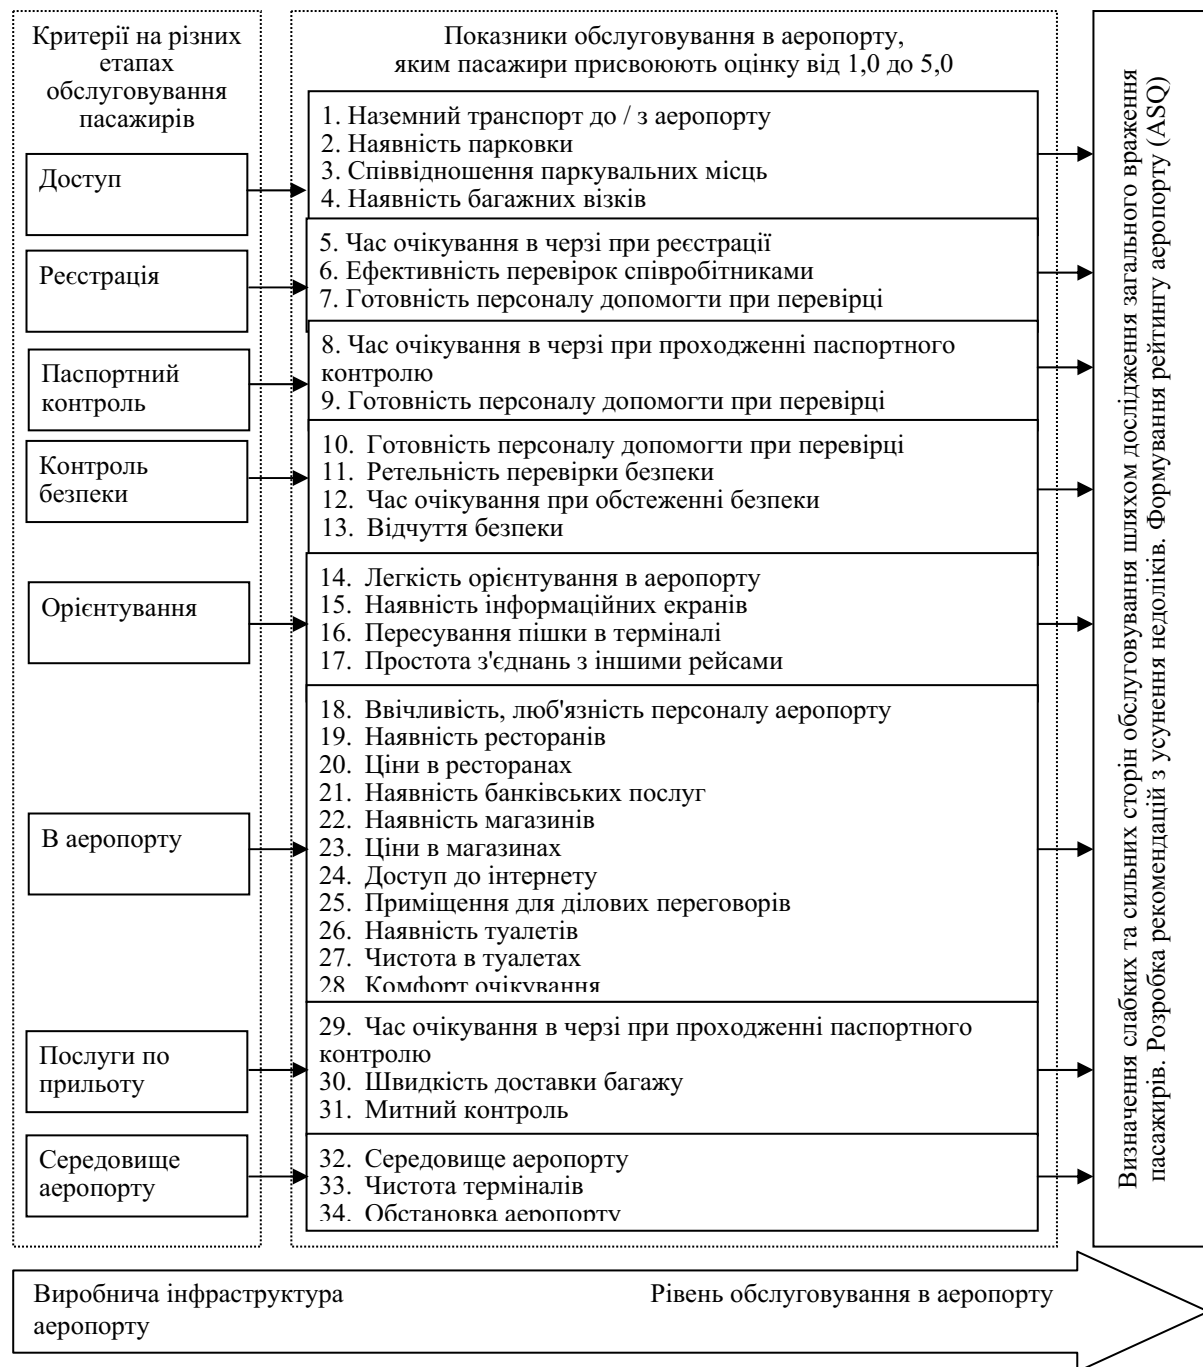 Критерії на різних
етапах
обслуговування
пасажирів
Показники обслуговування в аеропорту,
яким пасажири присвоюють оцінку від 1,0 до 5,0
Доступ
1. Наземний транспорт до / з аеропорту
2. Наявність парковки
3. Співвідношення паркувальних місць
4. Наявність багажних візків
Реєстрація
5. Час очікування в черзі при реєстрації
6. Ефективність перевірок співробітниками
7. Готовність персоналу допомогти при перевірці
Паспортний
контроль
8. Час очікування в черзі при проходженні паспортного
контролю
9. Готовність персоналу допомогти при перевірці
Контроль
безпеки
10. Готовність персоналу допомогти при перевірці
11. Ретельність перевірки безпеки
12. Час очікування при обстеженні безпеки
13. Відчуття безпеки
Орієнтування
14. Легкість орієнтування в аеропорту
15. Наявність інформаційних екранів
16. Пересування пішки в терміналі
17. Простота з'єднань з іншими рейсами
В аеропорту
18. Ввічливість, люб'язність персоналу аеропорту
19. Наявність ресторанів
20. Ціни в ресторанах
21. Наявність банківських послуг
22. Наявність магазинів
23. Ціни в магазинах
24. Доступ до інтернету
25. Приміщення для ділових переговорів
26. Наявність туалетів
27. Чистота в туалетах
28. Комфорт очікування
Послуги по
прильоту
29. Час очікування в черзі при проходженні паспортного
контролю
30. Швидкість доставки багажу
31. Митний контроль
Середовище
аеропорту
32. Середовище аеропорту
33. Чистота терміналів
34. Обстановка аеропорту
Визначення слабких та сильних сторін обслуговування шляхом дослідження загального враження
пасажирів. Розробка рекомендацій з усунення недоліків. Формування рейтингу аеропорту (ASQ)
Виробнича інфраструктура
аеропорту
Рівень обслуговування в аеропорту